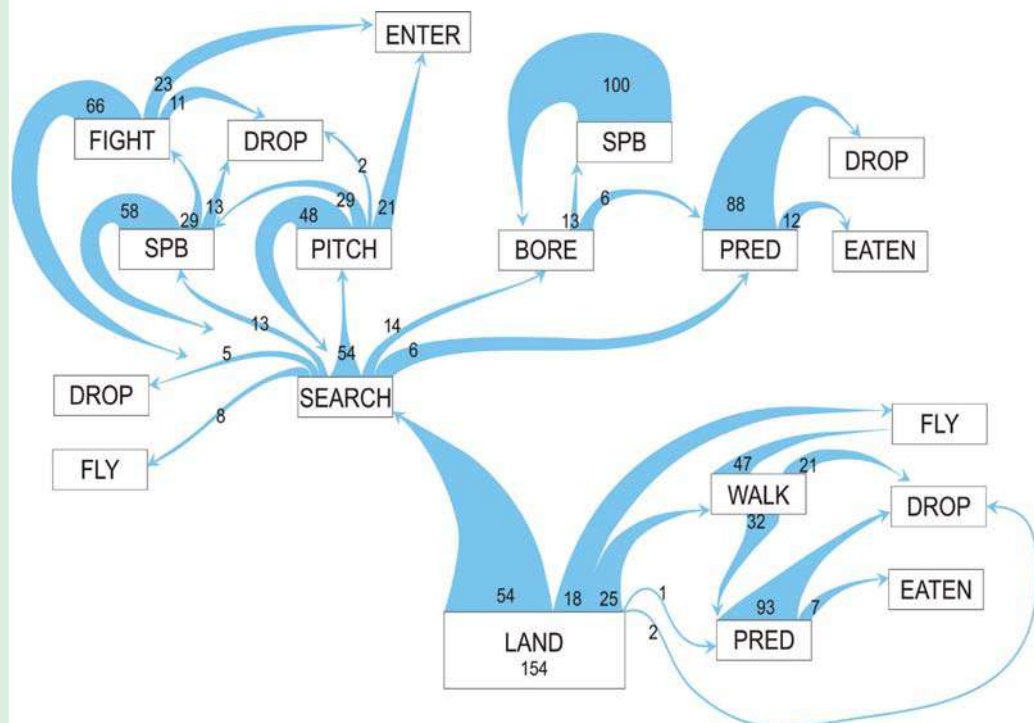 ENTER
23
66
11
100
FIGHT
DROP
SPB
DROP
2
58
29
13
29
48
21
13
6
88
12
SPB
PITCH
BORE
PRED
EATEN
13
54
14
5
6
DROP
SEARCH
8
FLY
FLY
47
21
WALK
DROP
32
54
18
25
1
93
7
EATEN
LAND
2
PRED
154